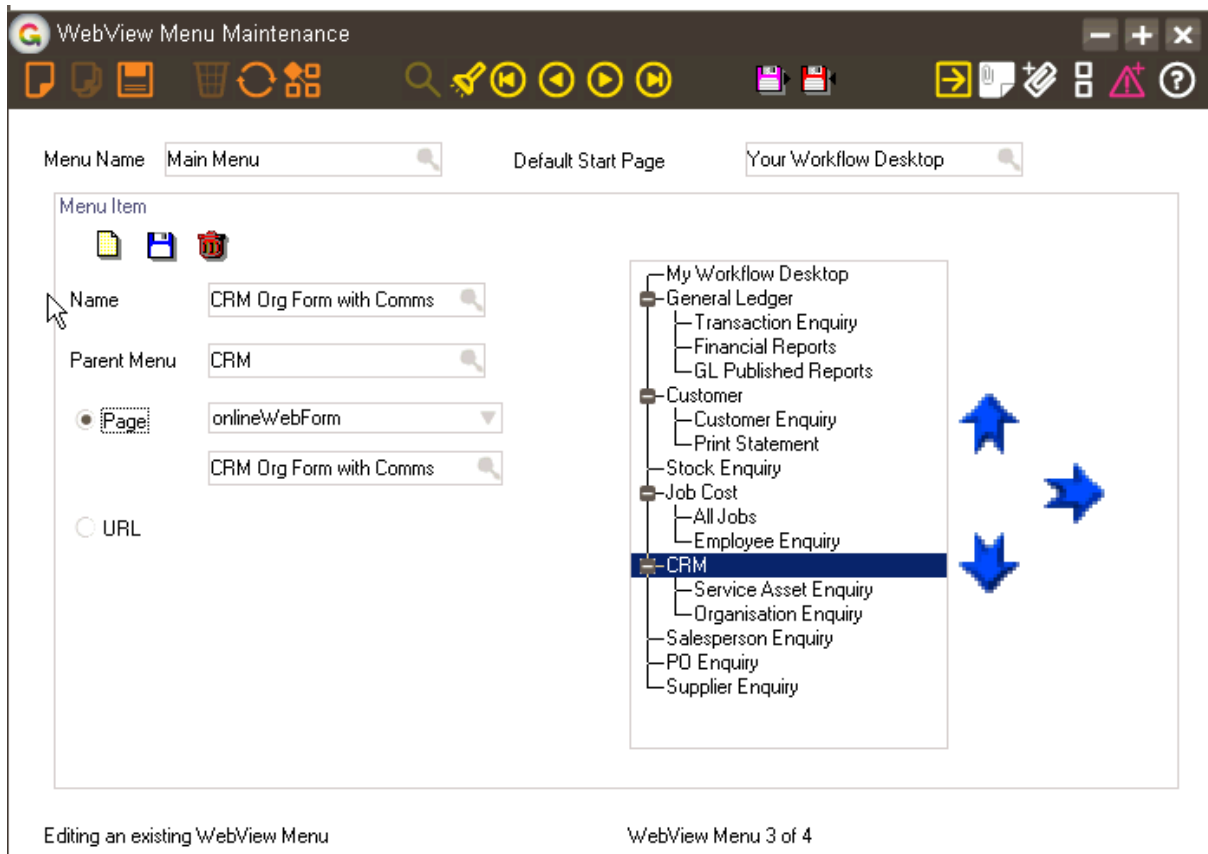 WebView Menu Maintenance
Menu Name Main Menu Default Start Page Your Workflow Desktop
Menu Item
Name CRM Org Form with Comms
Parent Menu CRM
Page onlineWebForm
CRM Org Form with Comms
URL
My Workflow Desktop
General Ledger
Transaction Enquiry
Financial Reports
GL Published Reports
Customer
Customer Enquiry
Print Statement
Stock Enquiry
Job Cost
All Jobs
Employee Enquiry
CRM
Service Asset Enquiry
Organisation Enquiry
Salesperson Enquiry
PO Enquiry
Supplier Enquiry
Editing an existing WebView Menu WebView Menu 3 of 4